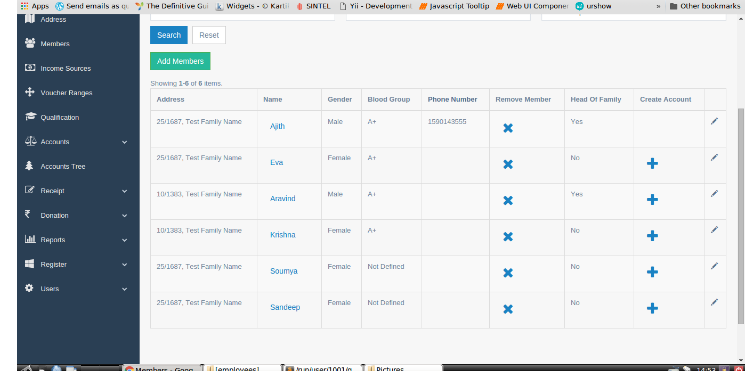 Apps Send emails as gu The Definitive Gui Widgets - © Kartil SINTEL Yii - Development Javascript Tooltip Web UI Componen urshow » Other bookmarks
Address
Members
Income Sources
Voucher Ranges
Qualification
Accounts
Accounts Tree
Receipt
Donation
Reports
Register
Users
Search Reset
Add Members
Showing 1-6 of 6 items.
Address Name Gender Blood Group Phone Number Remove Member Head Of Family Create Account
25/1687, Test Family Name Ajith Male A+ 1590143555 Yes
25/1687, Test Family Name Eva Female A+ No
10/1383, Test Family Name Aravind Male A+ Yes
10/1383, Test Family Name Krishna Female A+ No
25/1687, Test Family Name Soumya Female Not Defined No
25/1687, Test Family Name Sandeep Female Not Defined No
Members - Goog [employees] /run/user/1001/g Pictures 14:53